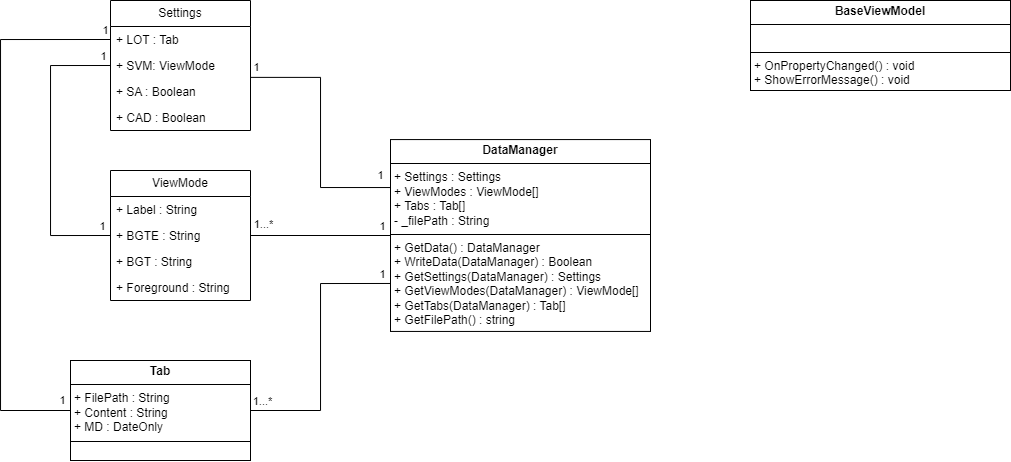 Settings
+ LOT : Tab
+ SVM: ViewMode
+ SA : Boolean
+ CAD : Boolean
1
1
1
BaseViewModel
+ OnPropertyChanged() : void
+ ShowErrorMessage() : void
ViewMode
+ Label : String
+ BGTE : String
+ BGT : String
+ Foreground : String
1
1...*
DataManager
+ Settings : Settings
+ ViewModes : ViewMode[]
+ Tabs : Tab[]
- _filePath : String
+ GetData() : DataManager
+ WriteData(DataManager) : Boolean
+ GetSettings(DataManager) : Settings
+ GetViewModes(DataManager) : ViewMode[]
+ GetTabs(DataManager) : Tab[]
+ GetFilePath() : string
1
1
1
Tab
+ FilePath : String
+ Content : String
+ MD : DateOnly
1
1...*